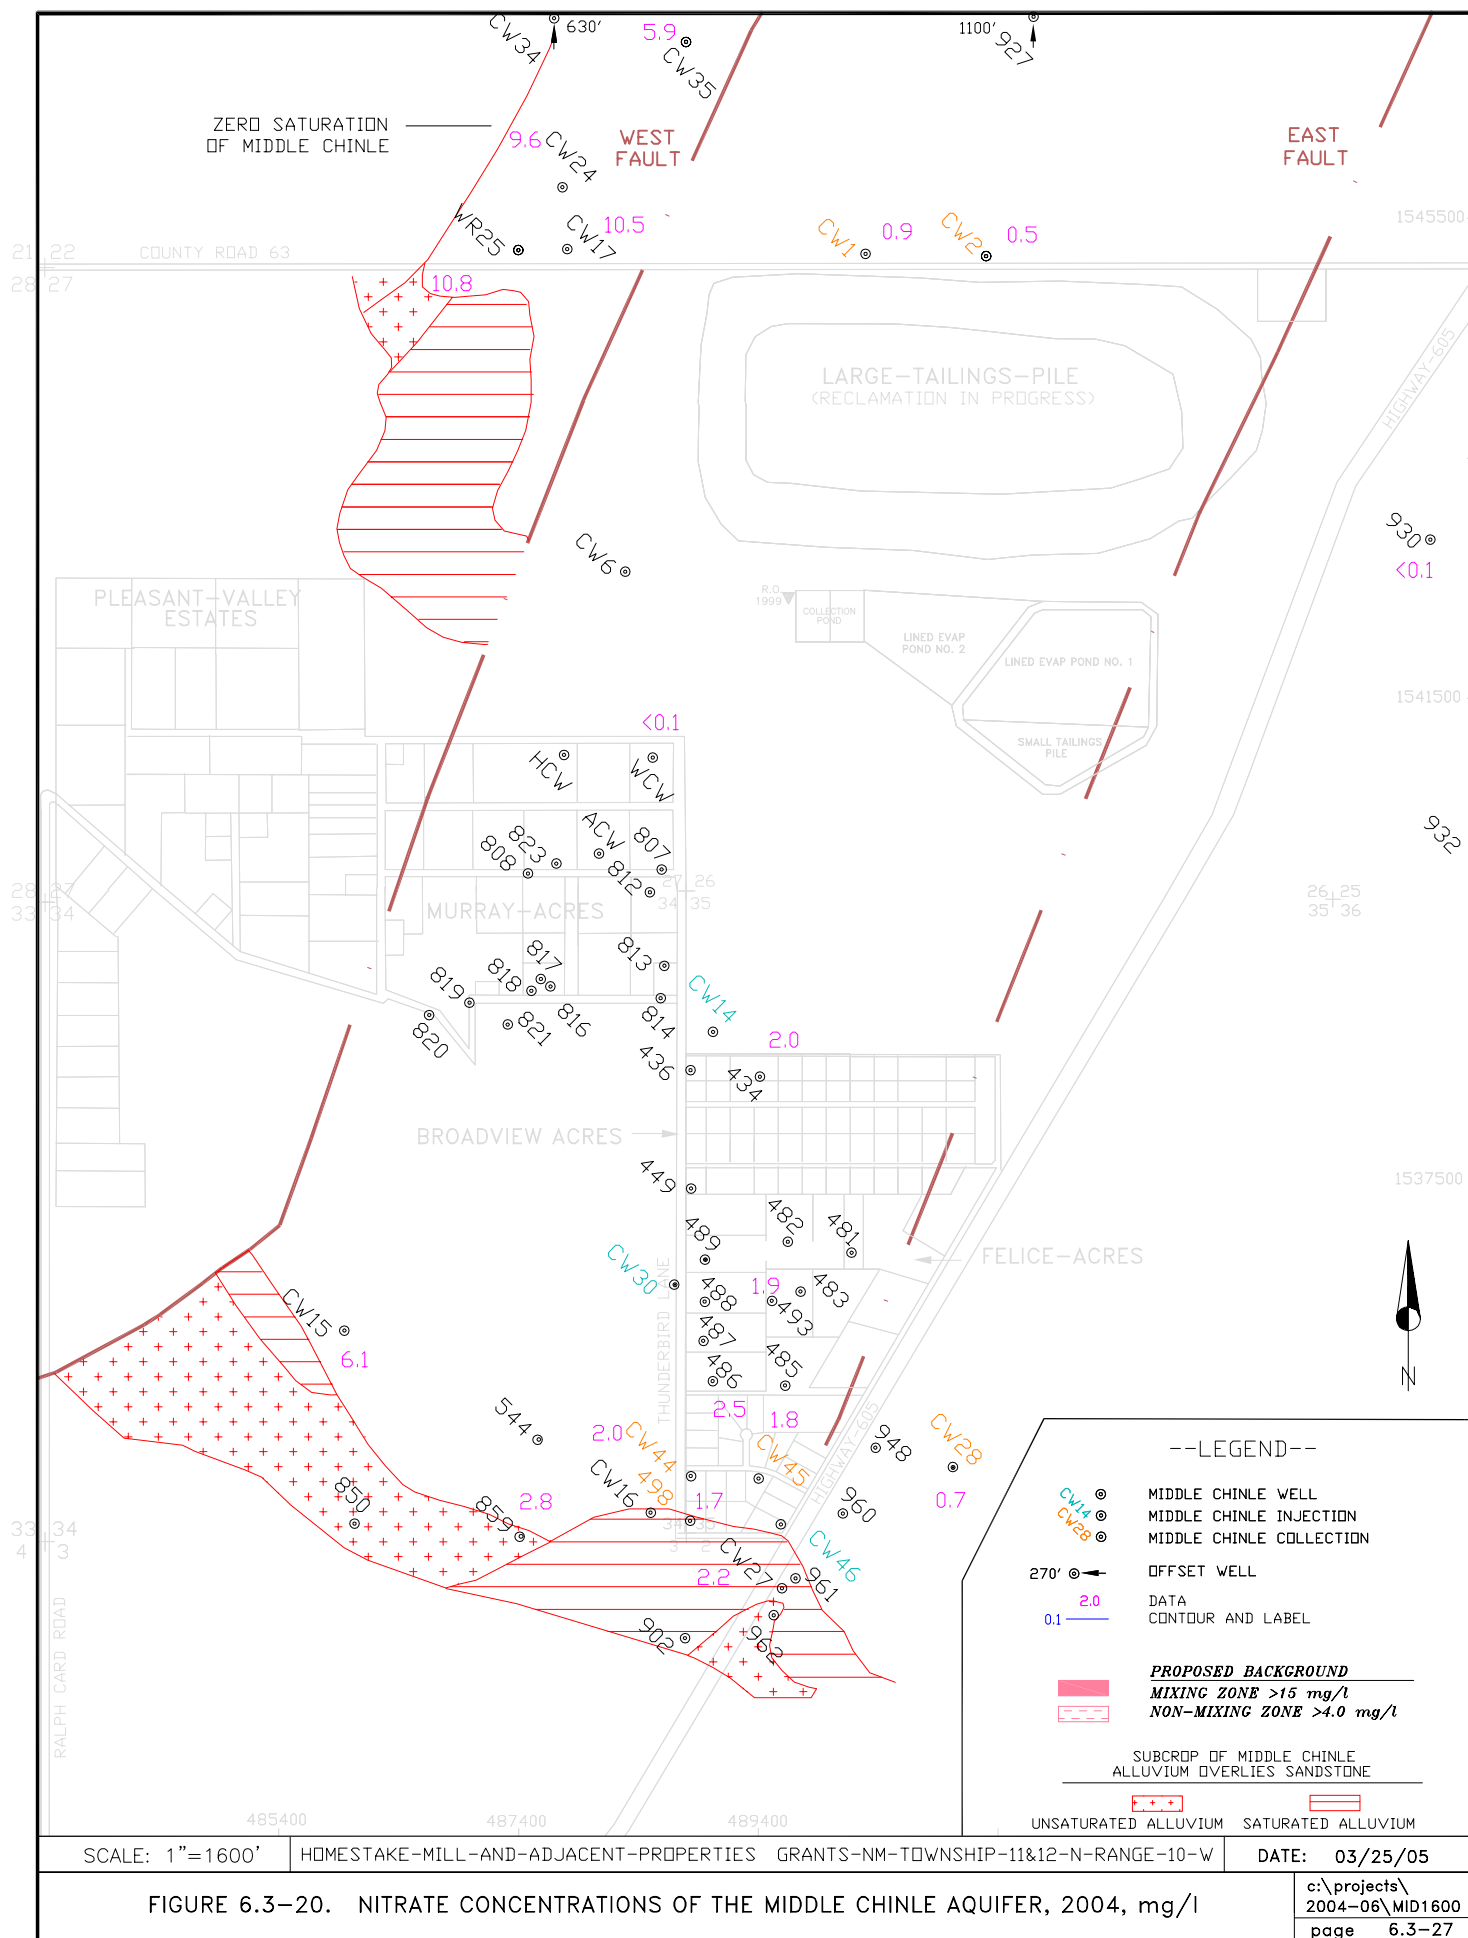 CW34
630'
5.9
CW35
1100'
927
ZERO SATURATION
OF MIDDLE CHINLE
9.6
CW24
WEST
FAULT
EAST
FAULT
WR25
CW17
10.5
CW1
0.9
CW2
0.5
1545500
21 22
28 27
COUNTY ROAD 63
10.8
LARGE-TAILINGS-PILE
(RECLAMATION IN PROGRESS)
HIGHWAY-605
CW6
930
<0.1
PLEASANT-VALLEY
ESTATES
R.O.
1999
COLLECTION
POND
LINED EVAP
POND NO. 2
LINED EVAP POND NO. 1
1541500
SMALL TAILINGS
PILE
<0.1
HCW
WCW
932
808
823
ACW
812
807
28 27
33 34
27 26
34 35
26 25
35 36
MURRAY-ACRES
819
818
817
813
CW14
820
821
816
814
2.0
436
434
BROADVIEW ACRES
449
1537500
482
481
489
FELICE-ACRES
CW30
THUNDERBIRD LANE
488
1.9
493
483
CW15
487
6.1
486
485
N
544
2.0
CW44
2.5
1.8
HIGHWAY-605
948
CW28
0.7
498
CW45
CW16
1.7
960
850
859
2.8
33 34
4 3
34 35
3 2
CW27
CW46
2.2
961
902
962
RALPH CARD ROAD
485400
487400
489400
--LEGEND--
CW14
CW28
MIDDLE CHINLE WELL
MIDDLE CHINLE INJECTION
MIDDLE CHINLE COLLECTION
270'
OFFSET WELL
2.0
DATA
0.1
CONTOUR AND LABEL
PROPOSED BACKGROUND
MIXING ZONE >15 mg/l
NON-MIXING ZONE >4.0 mg/l
SUBCROP OF MIDDLE CHINLE
ALLUVIUM OVERLIES SANDSTONE
UNSATURATED ALLUVIUM
SATURATED ALLUVIUM
SCALE: 1"=1600'
HOMESTAKE-MILL-AND-ADJACENT-PROPERTIES GRANTS-NM-TOWNSHIP-11&12-N-RANGE-10-W
DATE: 03/25/05
FIGURE 6.3-20. NITRATE CONCENTRATIONS OF THE MIDDLE CHINLE AQUIFER, 2004, mg/l
c:\projects\
2004-06\MID1600
page 6.3-27